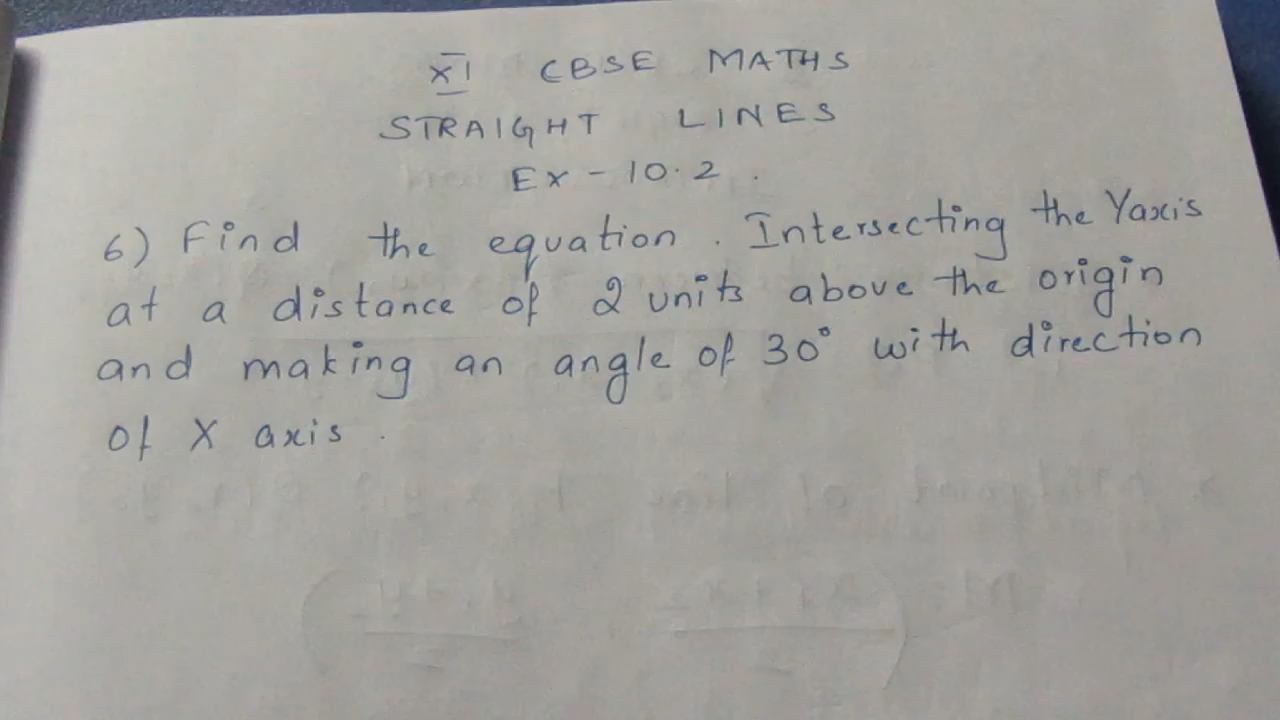 XI CBSE MATHS
STRAIGHT LINES
Ex - 10.2.
6) Find the equation. Intersecting the Yaxis
at a distance of 2 units above the origin
and making an angle of 30° with direction
of X axis.